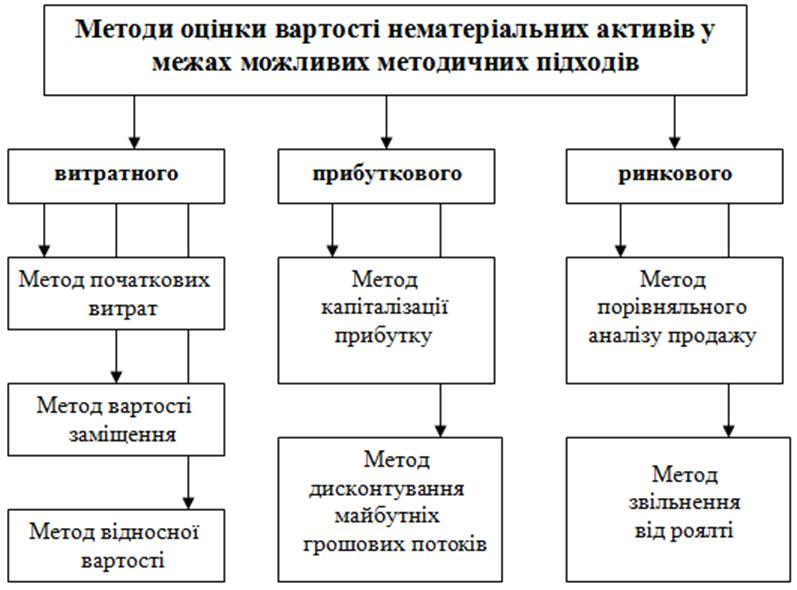 Методи оцінки вартості нематеріальних активів у
межах можливих методичних підходів
витратного
прибуткового
ринкового
Метод початкових
витрат
Метод
капіталізації
прибутку
Метод
порівняльного
аналізу продажу
Метод вартості
заміщення
Метод відносної
вартості
Метод
дисконтування
майбутніх
грошових потоків
Метод
звільнення
від роялті